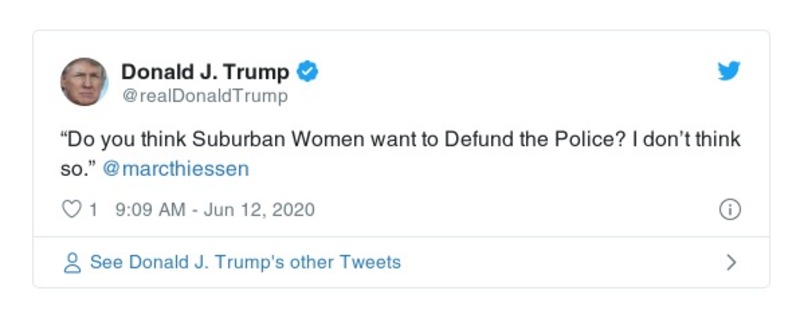 Donald J. Trump
@realDonaldTrump
“Do you think Suburban Women want to Defund the Police? I don’t think
so.” @marcthiessen
1 9:09 AM - Jun 12, 2020
See Donald J. Trump's other Tweets